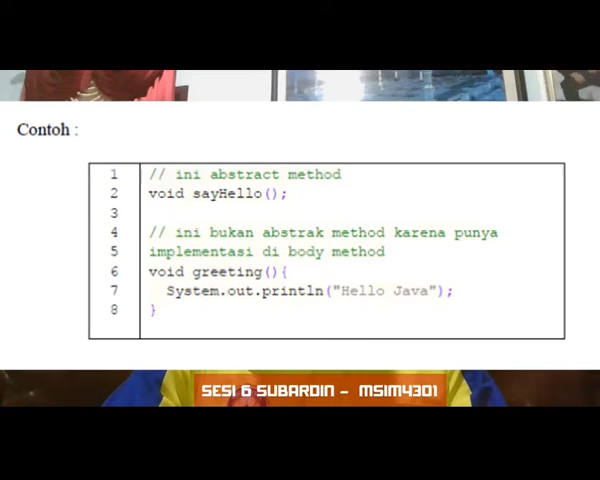 Contoh :
1 // ini abstract method
2 void sayHello();
3
4 // ini bukan abstrak method karena punya
5 implementasi di body method
6 void greeting(){
7 System.out.println("Hello Java");
8 }
SESI 6 SUBARDIN - MSIM4301